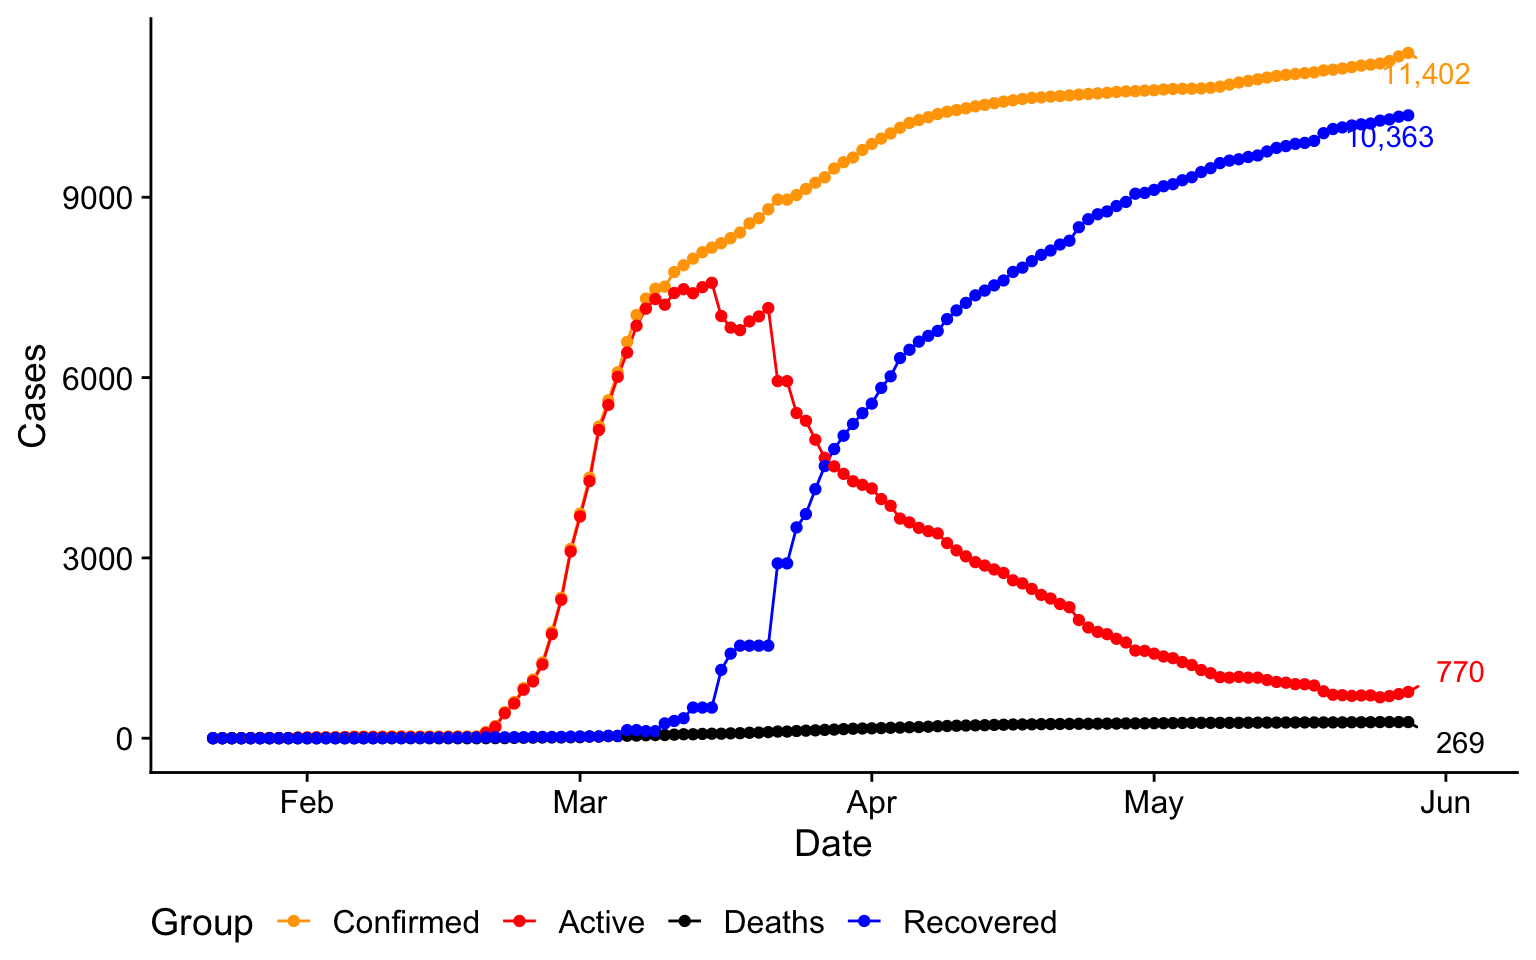 11,402
10,363
9000
6000
3000
0
770
269
Cases
Feb Mar Apr May Jun
Date
Group Confirmed Active Deaths Recovered